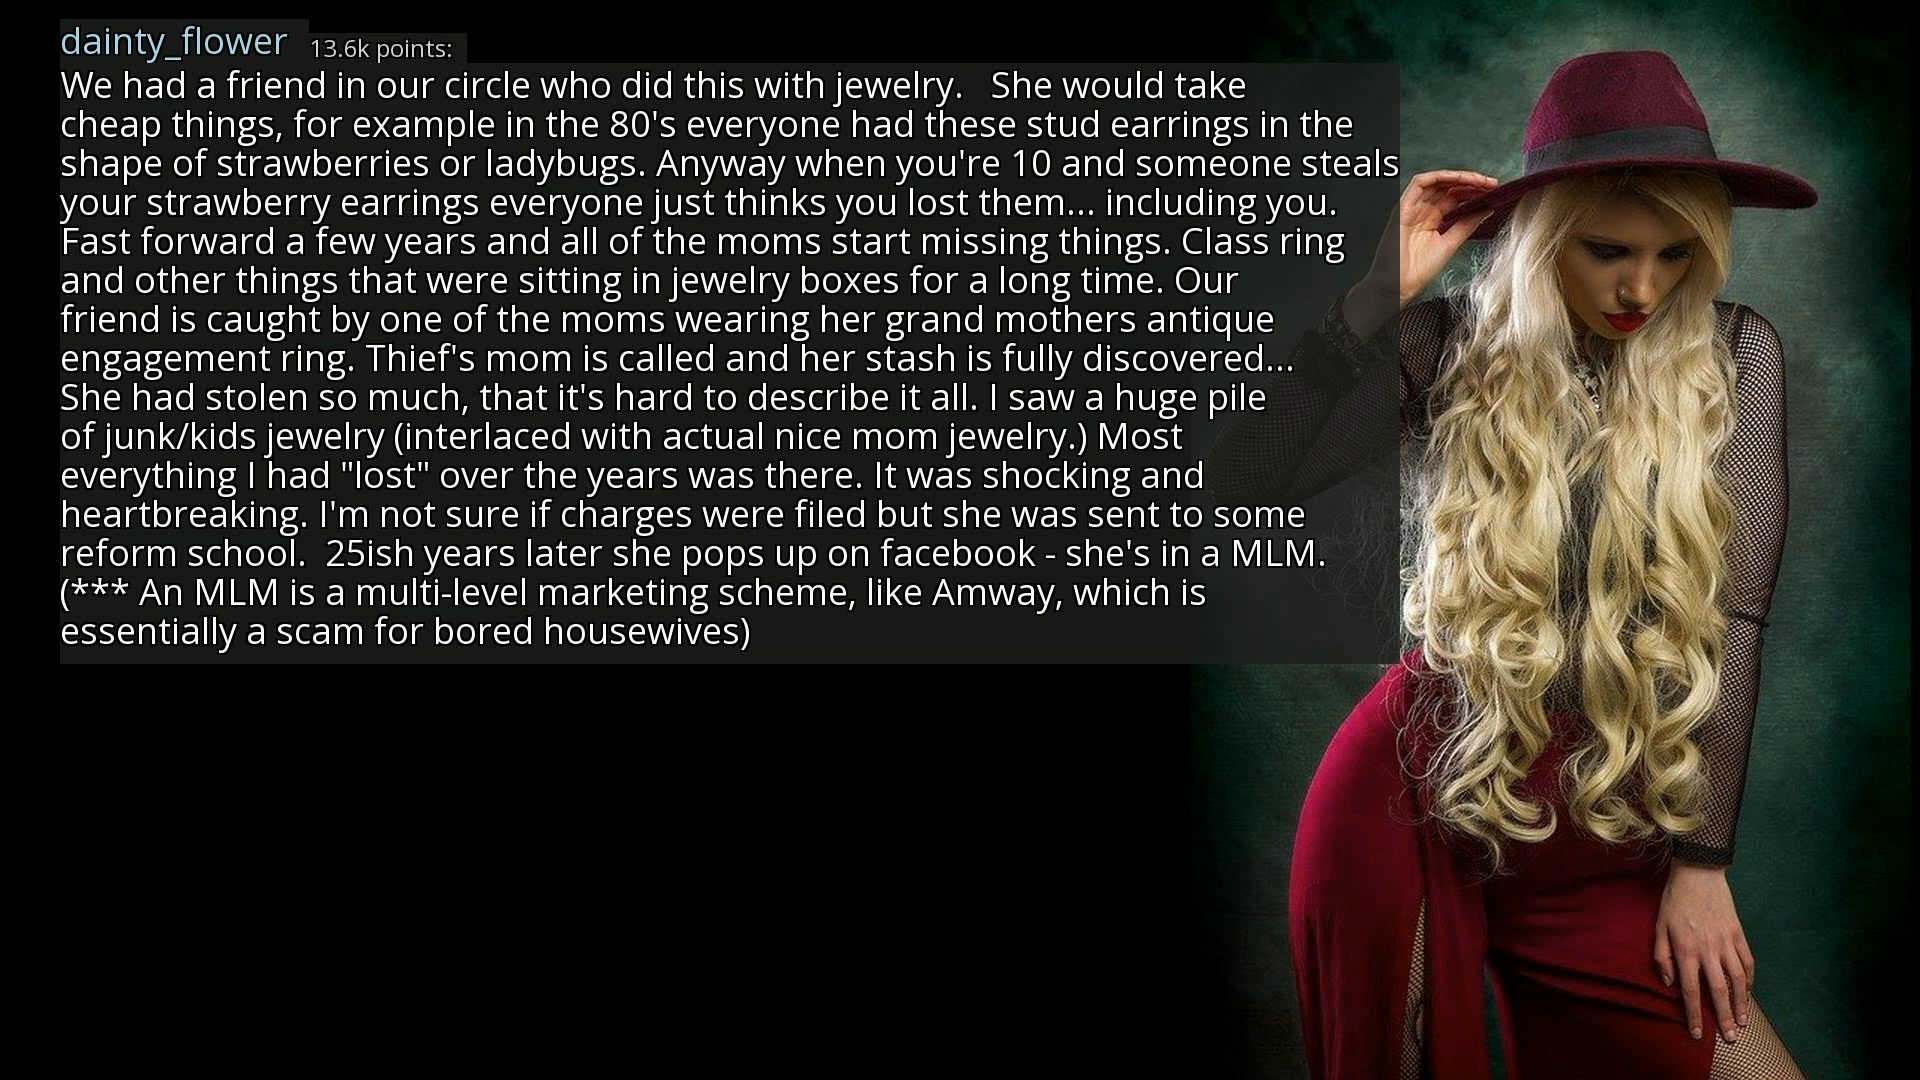 dainty_flower 13.6k points:
We had a friend in our circle who did this with jewelry.   She would take
cheap things, for example in the 80's everyone had these stud earrings in the
shape of strawberries or ladybugs. Anyway when you're 10 and someone steals
your strawberry earrings everyone just thinks you lost them... including you.
Fast forward a few years and all of the moms start missing things. Class ring
and other things that were sitting in jewelry boxes for a long time. Our
friend is caught by one of the moms wearing her grand mothers antique
engagement ring. Thief's mom is called and her stash is fully discovered...
She had stolen so much, that it's hard to describe it all. I saw a huge pile
of junk/kids jewelry (interlaced with actual nice mom jewelry.) Most
everything I had "lost" over the years was there. It was shocking and
heartbreaking. I'm not sure if charges were filed but she was sent to some
reform school.  25ish years later she pops up on facebook - she's in a MLM.
(*** An MLM is a multi-level marketing scheme, like Amway, which is
essentially a scam for bored housewives)